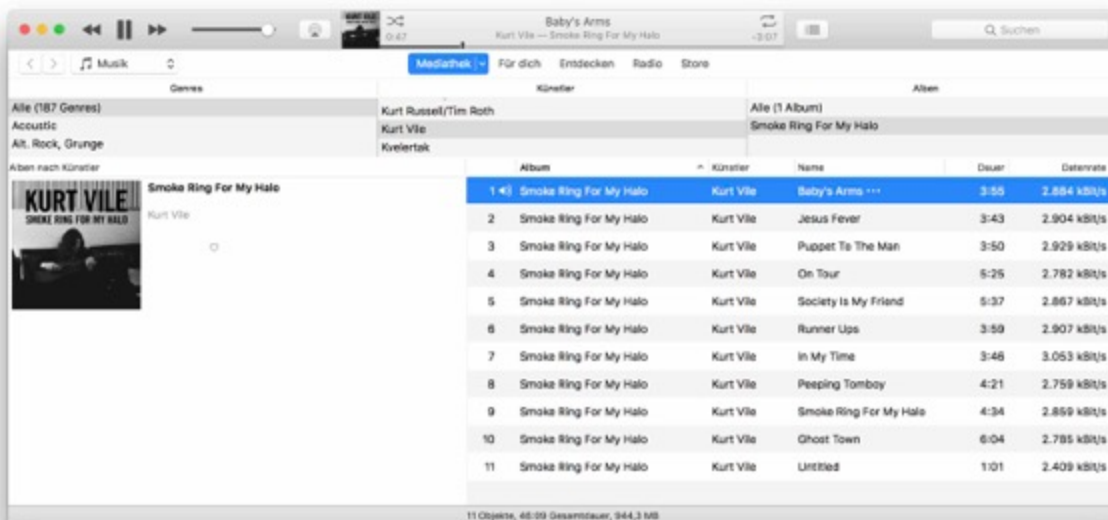 Baby's Arms
0:47 Kurt Vile — Smoke Ring For My Halo -3:07
Suchen
Musik Mediathek Für dich Entdecken Radio Store
Genres Künstler Alben
Alle (187 Genres)
Acoustic
Alt. Rock, Grunge
Kurt Russell/Tim Roth
Kurt Vile
Kvelertak
Alle (1 Album)
Smoke Ring For My Halo
Alben nach Künstler
KURT VILE
SMOKE RING FOR MY HALO
Smoke Ring For My Halo
Kurt Vile
Album Künstler Name Dauer Datenrate
1 Smoke Ring For My Halo Kurt Vile Baby's Arms ··· 3:55 2.884 kBit/s
2 Smoke Ring For My Halo Kurt Vile Jesus Fever 3:43 2.904 kBit/s
3 Smoke Ring For My Halo Kurt Vile Puppet To The Man 3:50 2.929 kBit/s
4 Smoke Ring For My Halo Kurt Vile On Tour 5:25 2.782 kBit/s
5 Smoke Ring For My Halo Kurt Vile Society Is My Friend 5:37 2.867 kBit/s
6 Smoke Ring For My Halo Kurt Vile Runner Ups 3:59 2.907 kBit/s
7 Smoke Ring For My Halo Kurt Vile In My Time 3:46 3.053 kBit/s
8 Smoke Ring For My Halo Kurt Vile Peeping Tomboy 4:21 2.759 kBit/s
9 Smoke Ring For My Halo Kurt Vile Smoke Ring For My Halo 4:34 2.859 kBit/s
10 Smoke Ring For My Halo Kurt Vile Ghost Town 6:04 2.785 kBit/s
11 Smoke Ring For My Halo Kurt Vile Untitled 1:01 2.409 kBit/s
11 Objekte, 46:09 Gesamtdauer, 944,3 MB